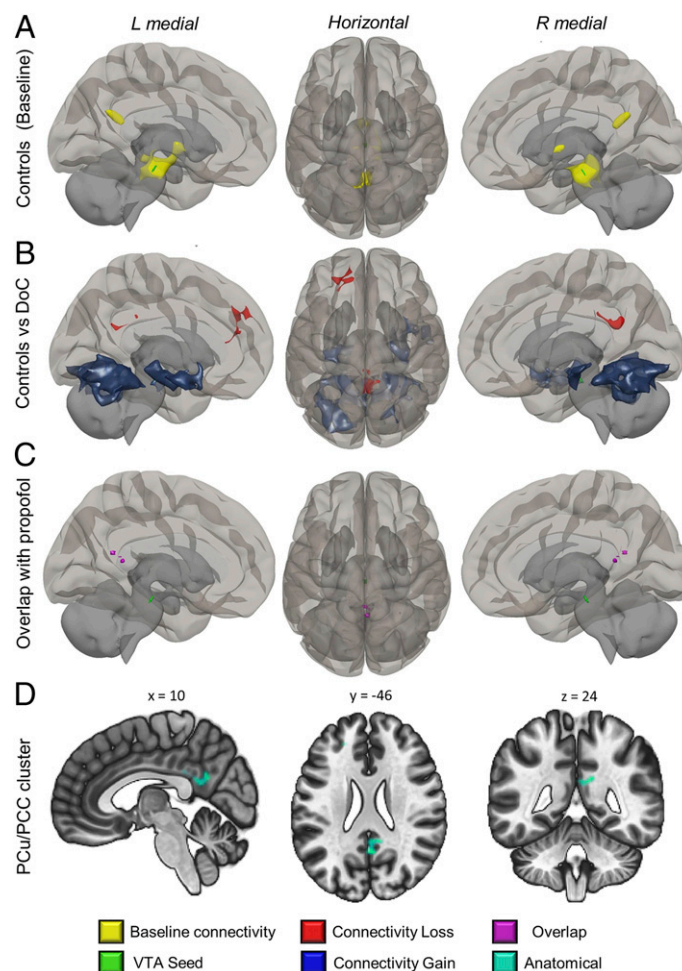 A
L medial Horizontal R medial
Controls (Baseline)
B
Controls vs DoC
C
Overlap with propofol
D
x = 10 y = -46 z = 24
PCu/PCC cluster
Baseline connectivity Connectivity Loss Overlap
VTA Seed Connectivity Gain Anatomical